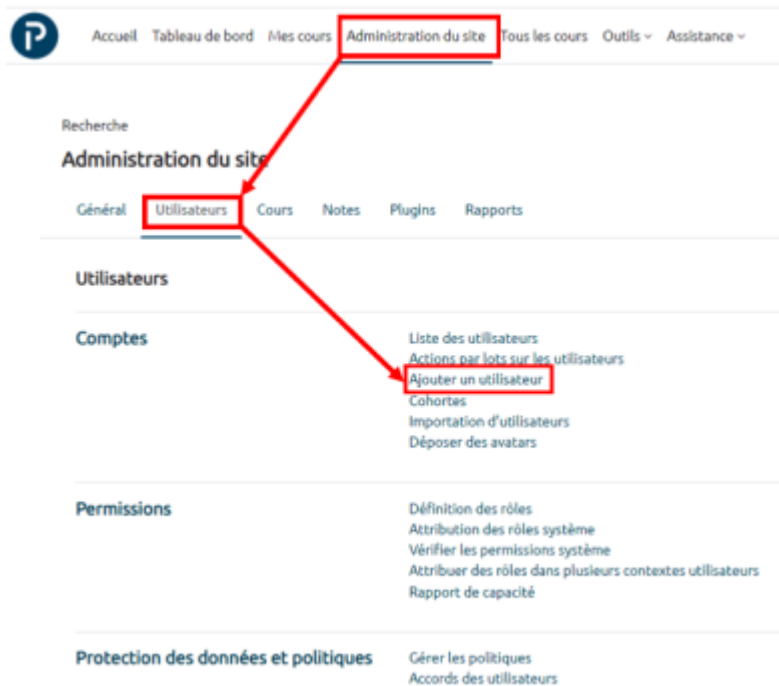 Accueil Tableau de bord Mes cours Administration du site Tous les cours Outils Assistance
Recherche
Administration du site
Général Utilisateurs Cours Notes Plugins Rapports
Utilisateurs
Comptes
Liste des utilisateurs
Actions par lots sur les utilisateurs
Ajouter un utilisateur
Cohortes
Importation d'utilisateurs
Déposer des avatars
Permissions
Définition des rôles
Attribution des rôles système
Vérifier les permissions système
Attribuer des rôles dans plusieurs contextes utilisateurs
Rapport de capacité
Protection des données et politiques
Gérer les politiques
Accords des utilisateurs